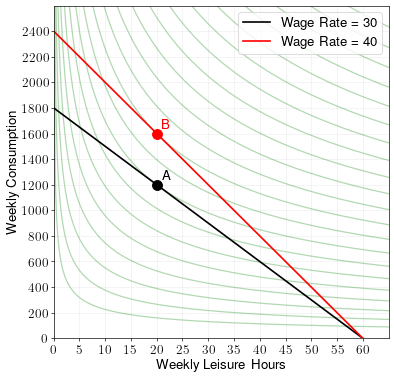 Wage Rate = 30
Wage Rate = 40
2400
2200
2000
1800
1600
1400
1200
1000
800
600
400
200
0
B
A
Weekly Consumption
0 5 10 15 20 25 30 35 40 45 50 55 60
Weekly Leisure Hours